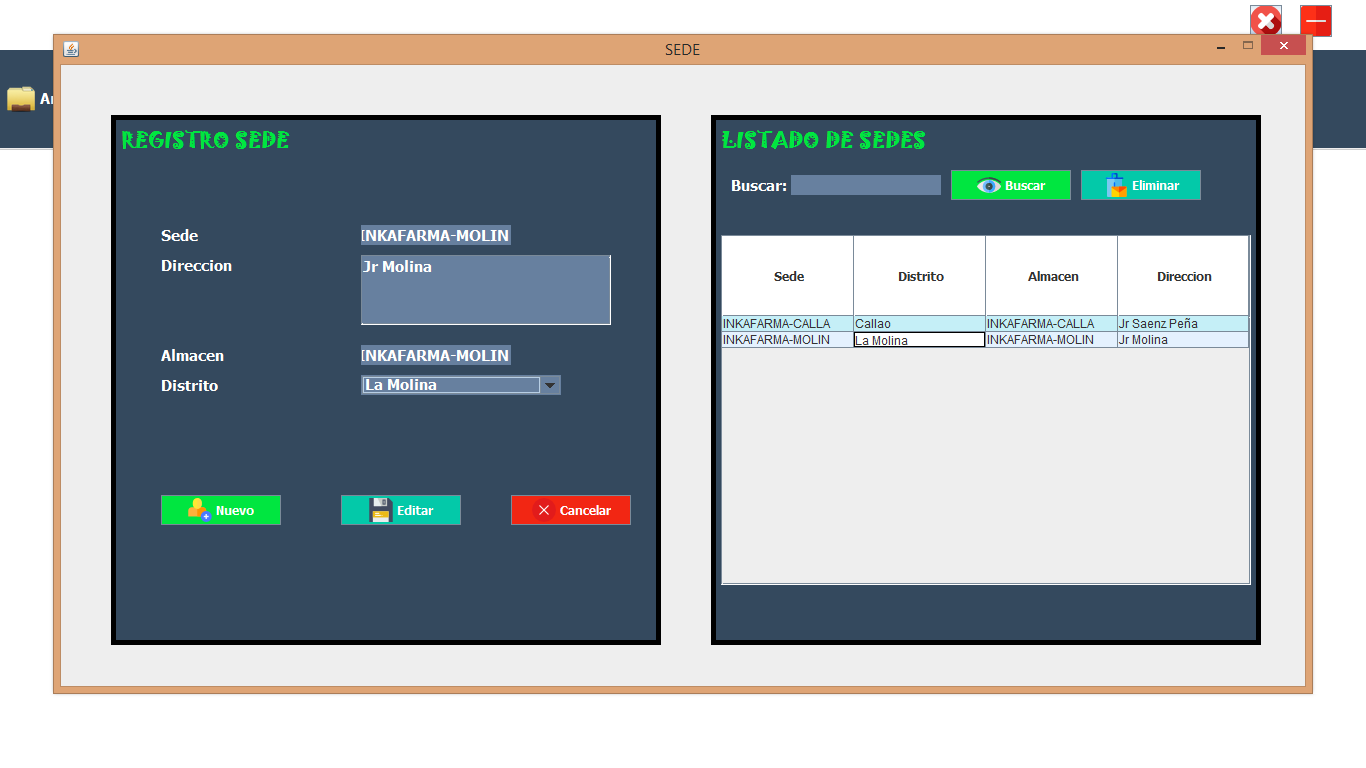 SEDE
Ar
REGISTRO SEDE
Sede
INKAFARMA-MOLIN
Direccion
Jr Molina
Almacen
INKAFARMA-MOLIN
Distrito
La Molina
Nuevo
Editar
Cancelar
LISTADO DE SEDES
Buscar:
Buscar
Eliminar
Sede Distrito Almacen Direccion
INKAFARMA-CALLA Callao INKAFARMA-CALLA Jr Saenz Peña
INKAFARMA-MOLIN La Molina INKAFARMA-MOLIN Jr Molina